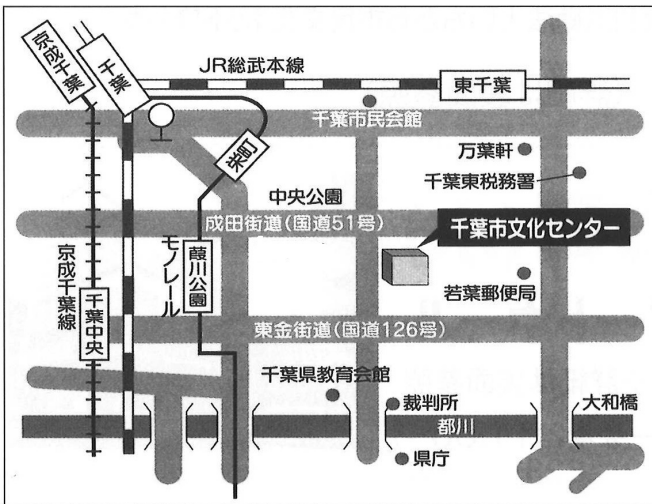 京成千葉
千葉
JR総武本線
東千葉
千葉市民会館
栄町
万葉軒
千葉東税務署
中央公園
成田街道(国道51号)
千葉市文化センター
京成千葉線
千葉中央
モノレール
葭川公園
若葉郵便局
東金街道(国道126号)
千葉県教育会館
裁判所
大和橋
都川
県庁